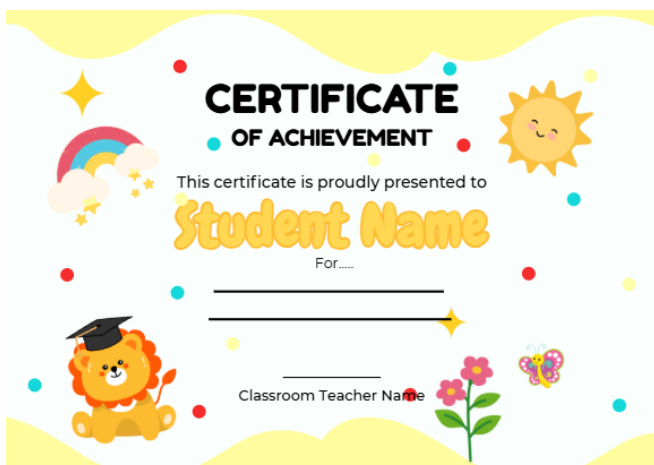 CERTIFICATE
OF ACHIEVEMENT
This certificate is proudly presented to
Student Name
For.....
Classroom Teacher Name